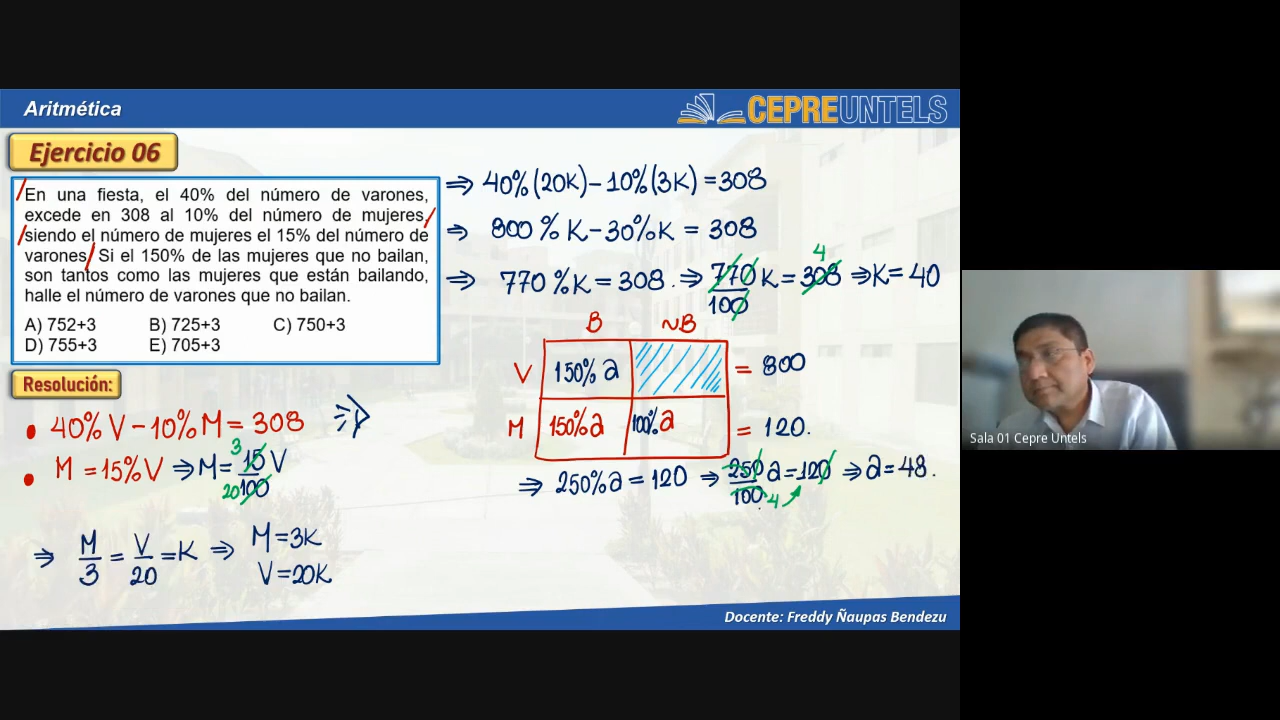 Aritmética
CEPREUNTELS
Ejercicio 06
En una fiesta, el 40% del número de varones,
excede en 308 al 10% del número de mujeres,
siendo el número de mujeres el 15% del número de
varones. Si el 150% de las mujeres que no bailan,
son tantos como las mujeres que están bailando,
halle el número de varones que no bailan.
A) 752+3 B) 725+3 C) 750+3
D) 755+3 E) 705+3
Resolución:
• 40%V-10%M=308
• M=15%V ⇒ M= 15/100 V
3
20
⇒ M/3 = V/20 = K ⇒ M=3K
V=20K
⇒ 40%(20K)-10%(3K)=308
⇒ 800%K-30%K = 308
⇒ 770%K=308. ⇒ 770/100 K = 308 ⇒ K=40
4
B ~B
V 150%a = 800
M 150%a 100%a = 120.
⇒ 250%a = 120 ⇒ 250/100 a=120 ⇒ a=48.
4
Docente: Freddy Ñaupas Bendezu
Sala 01 Cepre Untels